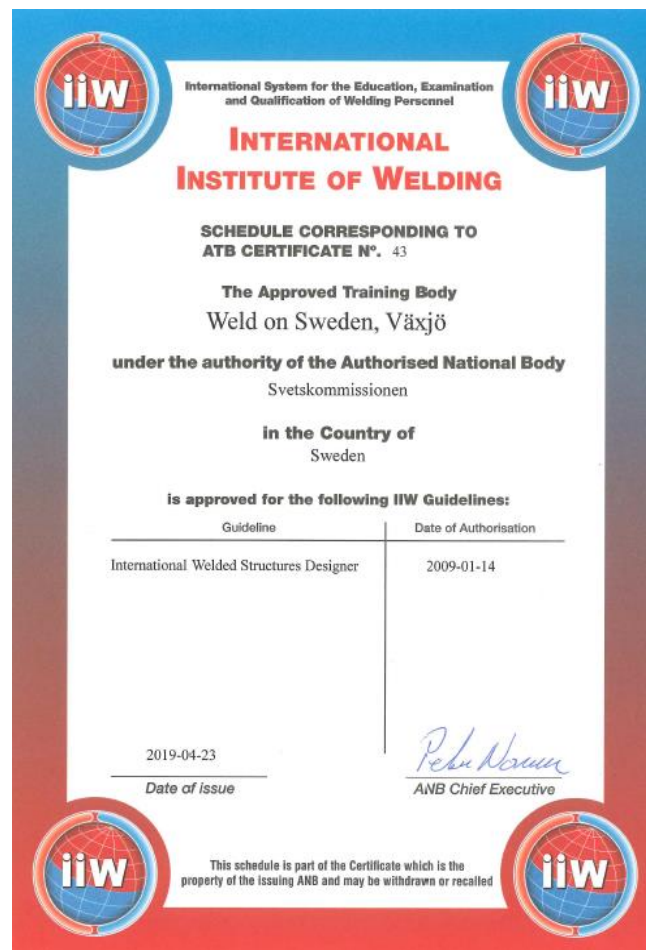 iiw
iiw
International System for the Education, Examination
and Qualification of Welding Personnel
INTERNATIONAL
INSTITUTE OF WELDING
SCHEDULE CORRESPONDING TO
ATB CERTIFICATE Nº. 43
The Approved Training Body
Weld on Sweden, Växjö
under the authority of the Authorised National Body
Svetskommissionen
in the Country of
Sweden
is approved for the following IIW Guidelines:
Guideline Date of Authorisation
International Welded Structures Designer 2009-01-14
2019-04-23
Date of issue ANB Chief Executive
iiw
iiw
This schedule is part of the Certificate which is the
property of the issuing ANB and may be withdrawn or recalled